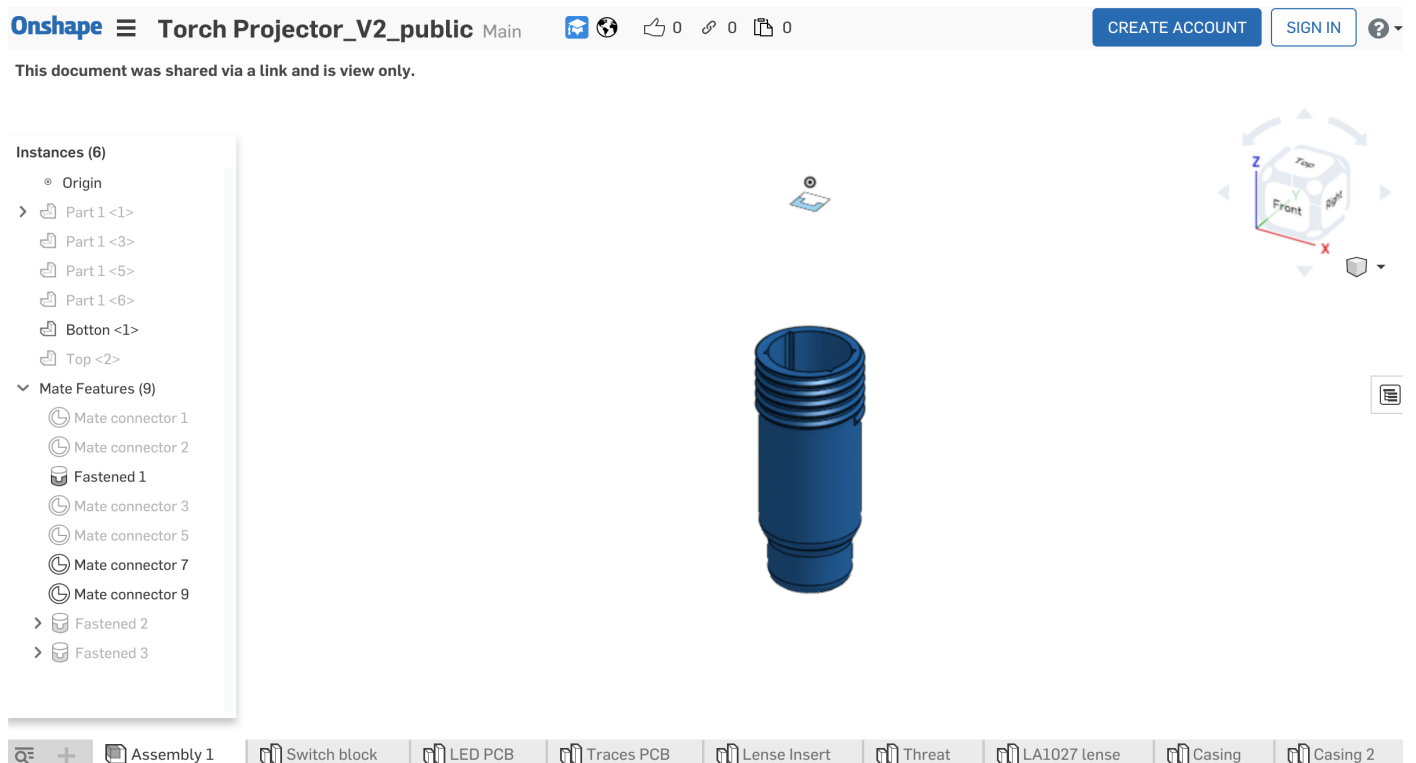 Onshape Torch Projector_V2_public Main 0 0 0 CREATE ACCOUNT SIGN IN ?
This document was shared via a link and is view only.
Instances (6)
Origin
Part 1 <1>
Part 1 <3>
Part 1 <5>
Part 1 <6>
Botton <1>
Top <2>
Mate Features (9)
Mate connector 1
Mate connector 2
Fastened 1
Mate connector 3
Mate connector 5
Mate connector 7
Mate connector 9
Fastened 2
Fastened 3
Z
Top
Y
Front
Right
X
Assembly 1 Switch block LED PCB Traces PCB Lense Insert Threat LA1027 lense Casing Casing 2